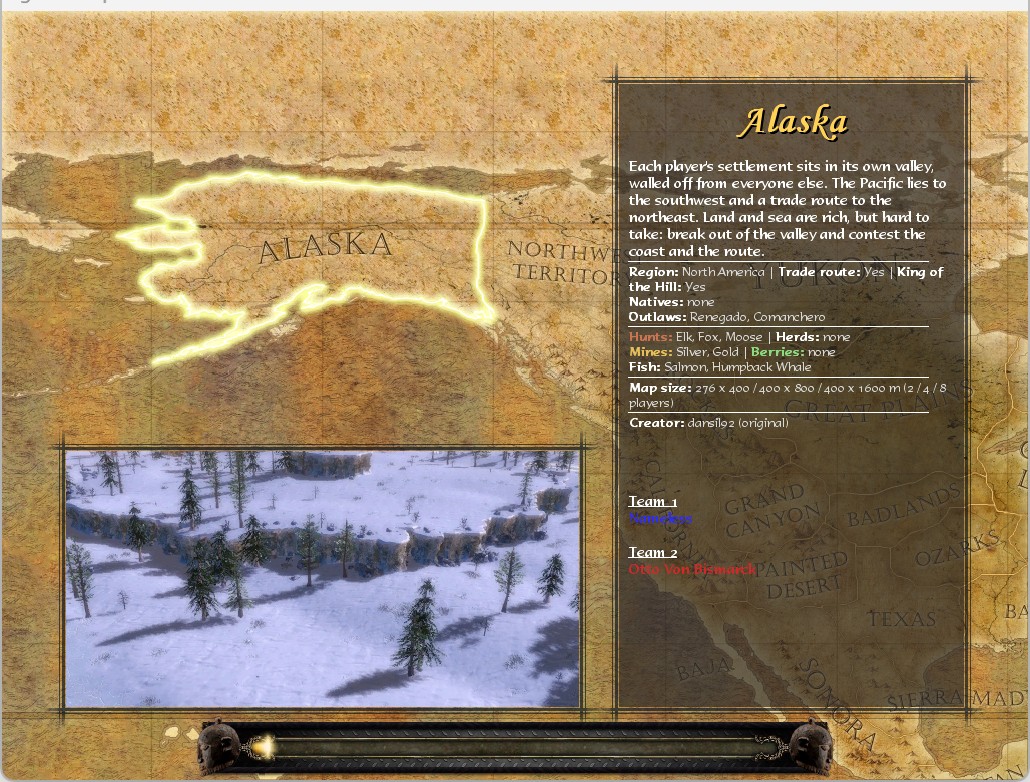 Alaska
Each player's settlement sits in its own valley,
walled off from everyone else. The Pacific lies to
the southwest and a trade route to the
northeast. Land and sea are rich, but hard to
take: break out of the valley and contest the
coast and the route.
Region: North America | Trade route: Yes | King of
the Hill: Yes
Natives: none
Outlaws: Renegado, Comanchero
Hunts: Elk, Fox, Moose | Herds: none
Mines: Silver, Gold | Berries: none
Fish: Salmon, Humpback Whale
Map size: 276 x 400 / 400 x 800 / 400 x 1600 m (2 / 4 / 8
players)
Creator: dansil92 (original)
Team 1
Team 2
Otto Von Bismarck
ALASKA
YUKON
GREAT PLAINS
GRAND
CANYON
BADLANDS
OZARKS
PAINTED
DESERT
TEXAS
BAJA
SONORA